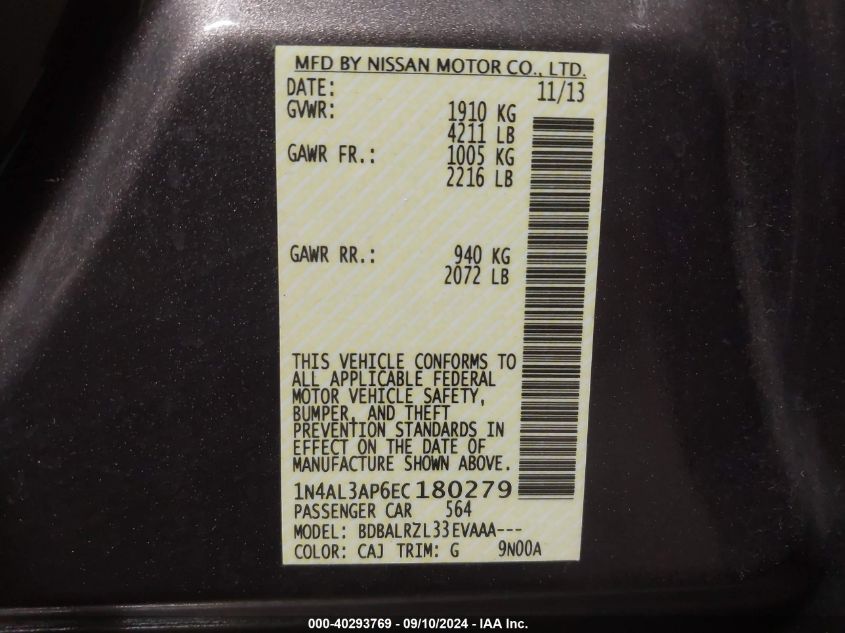 MFD BY NISSAN MOTOR CO., LTD.
DATE: 11/13
GVWR: 1910 KG
4211 LB
GAWR FR.: 1005 KG
2216 LB
GAWR RR.: 940 KG
2072 LB
THIS VEHICLE CONFORMS TO
ALL APPLICABLE FEDERAL
MOTOR VEHICLE SAFETY,
BUMPER, AND THEFT
PREVENTION STANDARDS IN
EFFECT ON THE DATE OF
MANUFACTURE SHOWN ABOVE.
1N4AL3AP6EC180279
PASSENGER CAR 564
MODEL: BDBALRZL33EVAAA---
COLOR: CAJ TRIM: G 9N00A
000-40293769 - 09/10/2024 - IAA Inc.